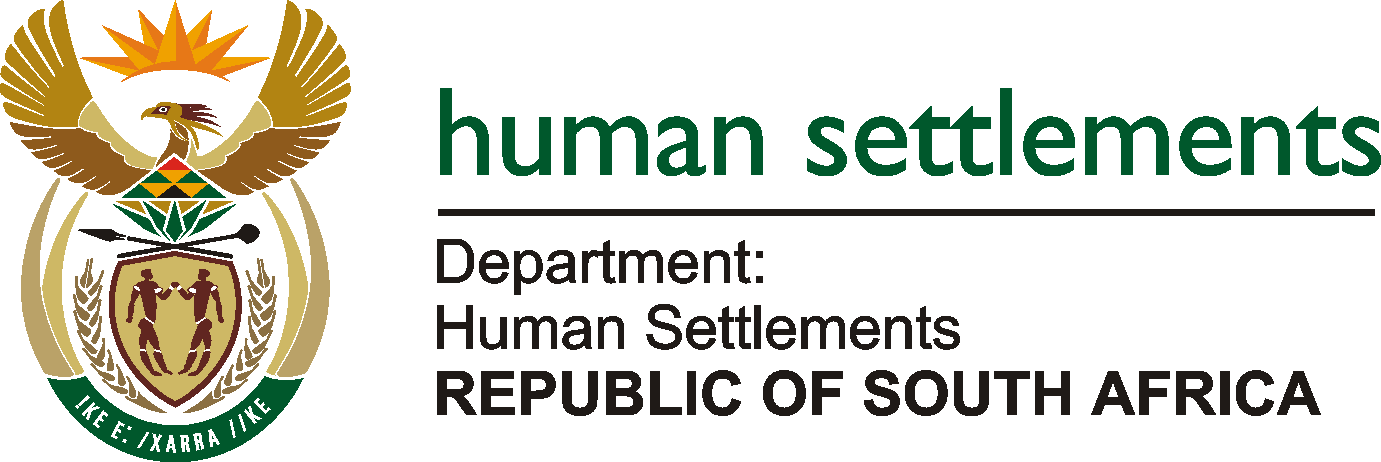 human settlements
Department:
Human Settlements
REPUBLIC OF SOUTH AFRICA
!KE E: /XARRA //KE